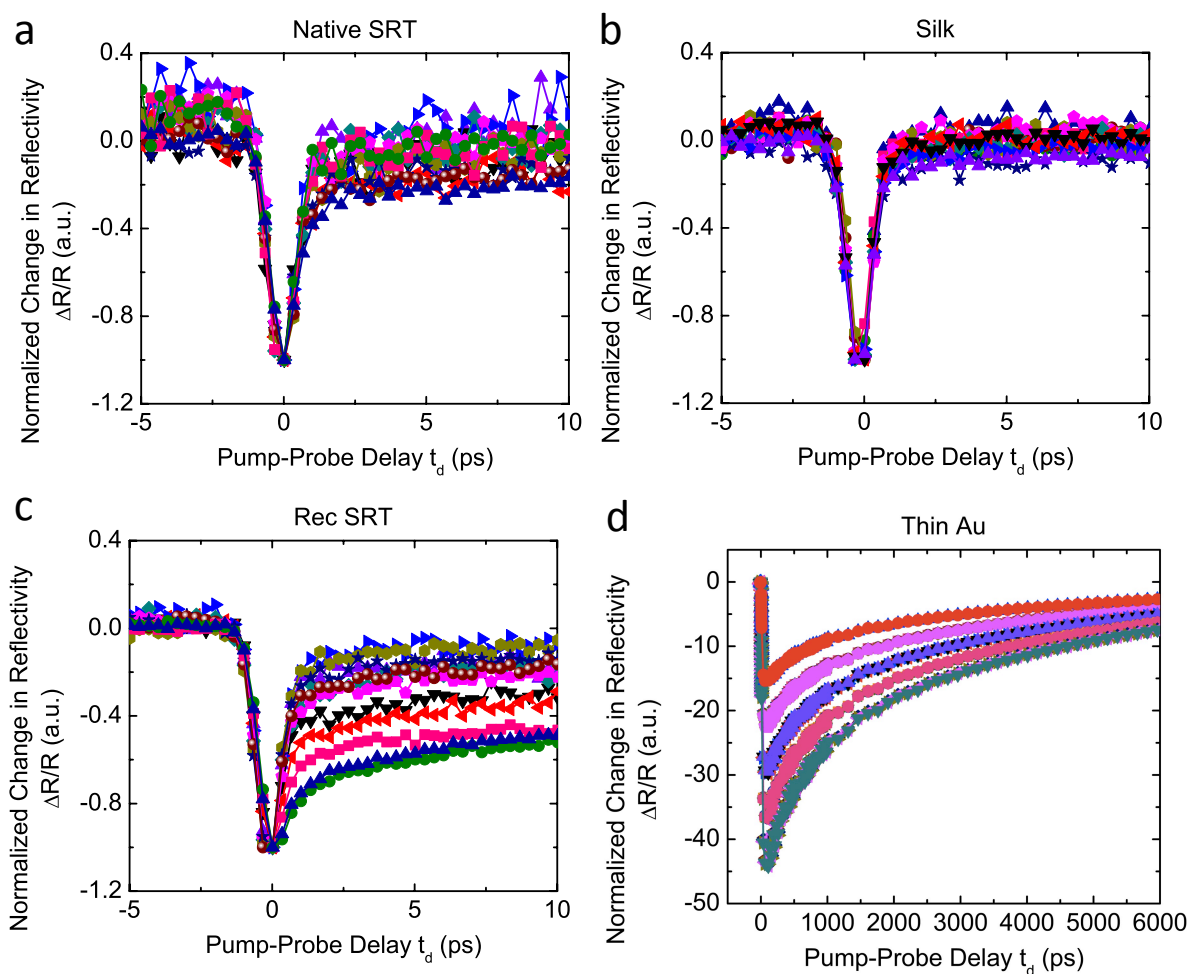 a
Native SRT
0.4
0.0
-0.4
-0.8
-1.2
-5
0
5
10
Normalized Change in Reflectivity
ΔR/R (a.u.)
Pump-Probe Delay t_d (ps)
b
Silk
0.4
0.0
-0.4
-0.8
-1.2
-5
0
5
10
Normalized Change in Reflectivity
ΔR/R (a.u.)
Pump-Probe Delay t_d (ps)
c
Rec SRT
0.4
0.0
-0.4
-0.8
-1.2
-5
0
5
10
Normalized Change in Reflectivity
ΔR/R (a.u.)
Pump-Probe Delay t_d (ps)
d
Thin Au
0
-10
-20
-30
-40
-50
0 1000 2000 3000 4000 5000 6000
Normalized Change in Reflectivity
ΔR/R (a.u.)
Pump-Probe Delay t_d (ps)